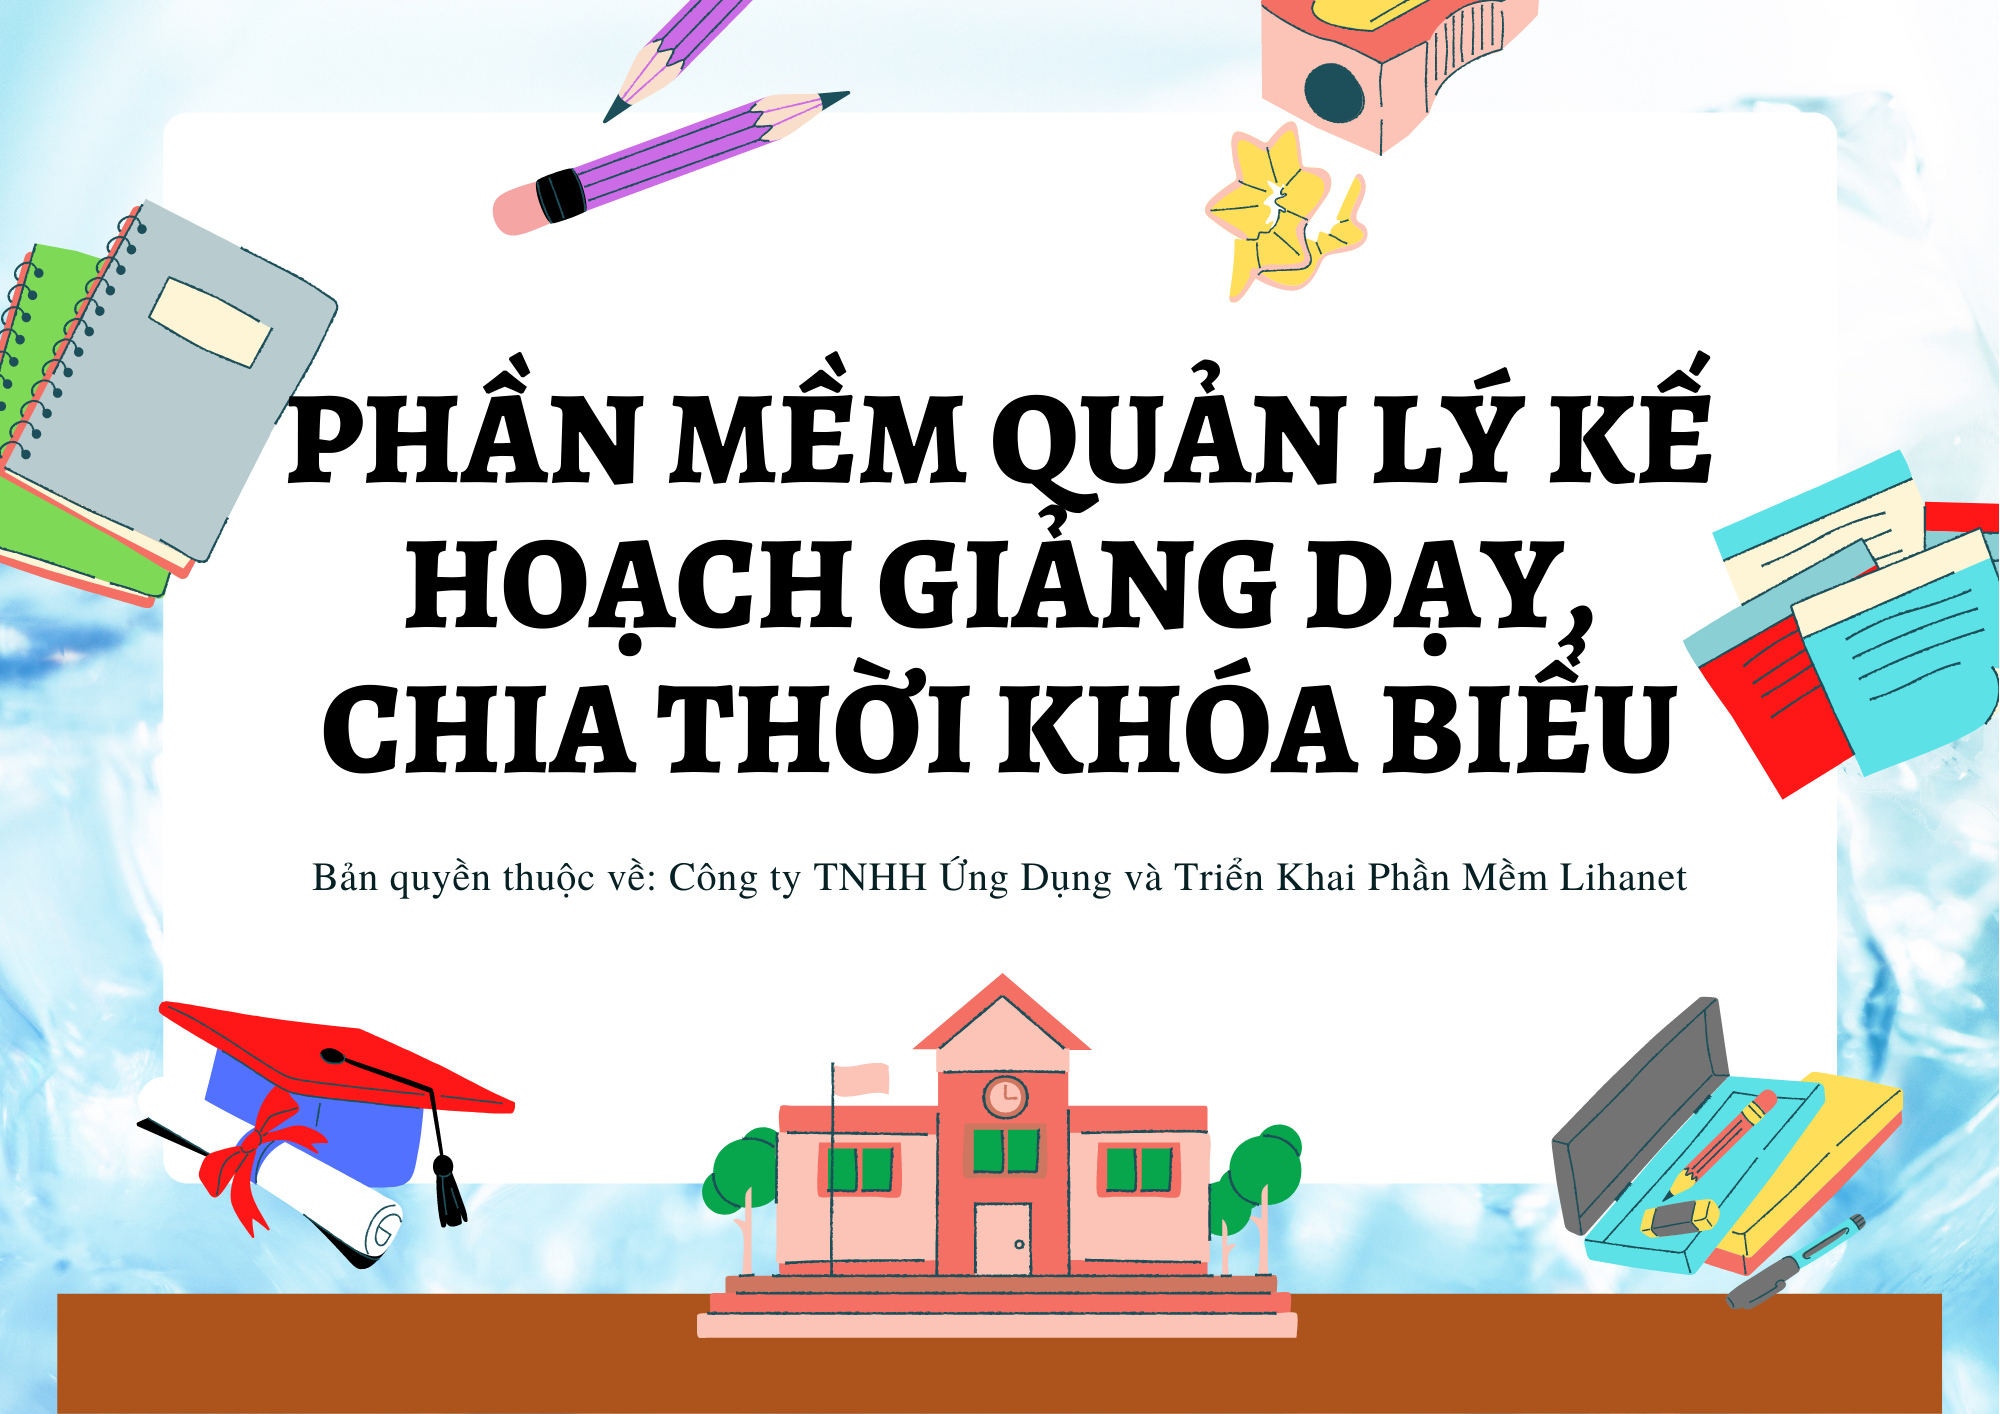 PHẦN MỀM QUẢN LÝ KẾ
HOẠCH GIẢNG DẠY,
CHIA THỜI KHÓA BIỂU
Bản quyền thuộc về: Công ty TNHH Ứng Dụng và Triển Khai Phần Mềm Lihanet